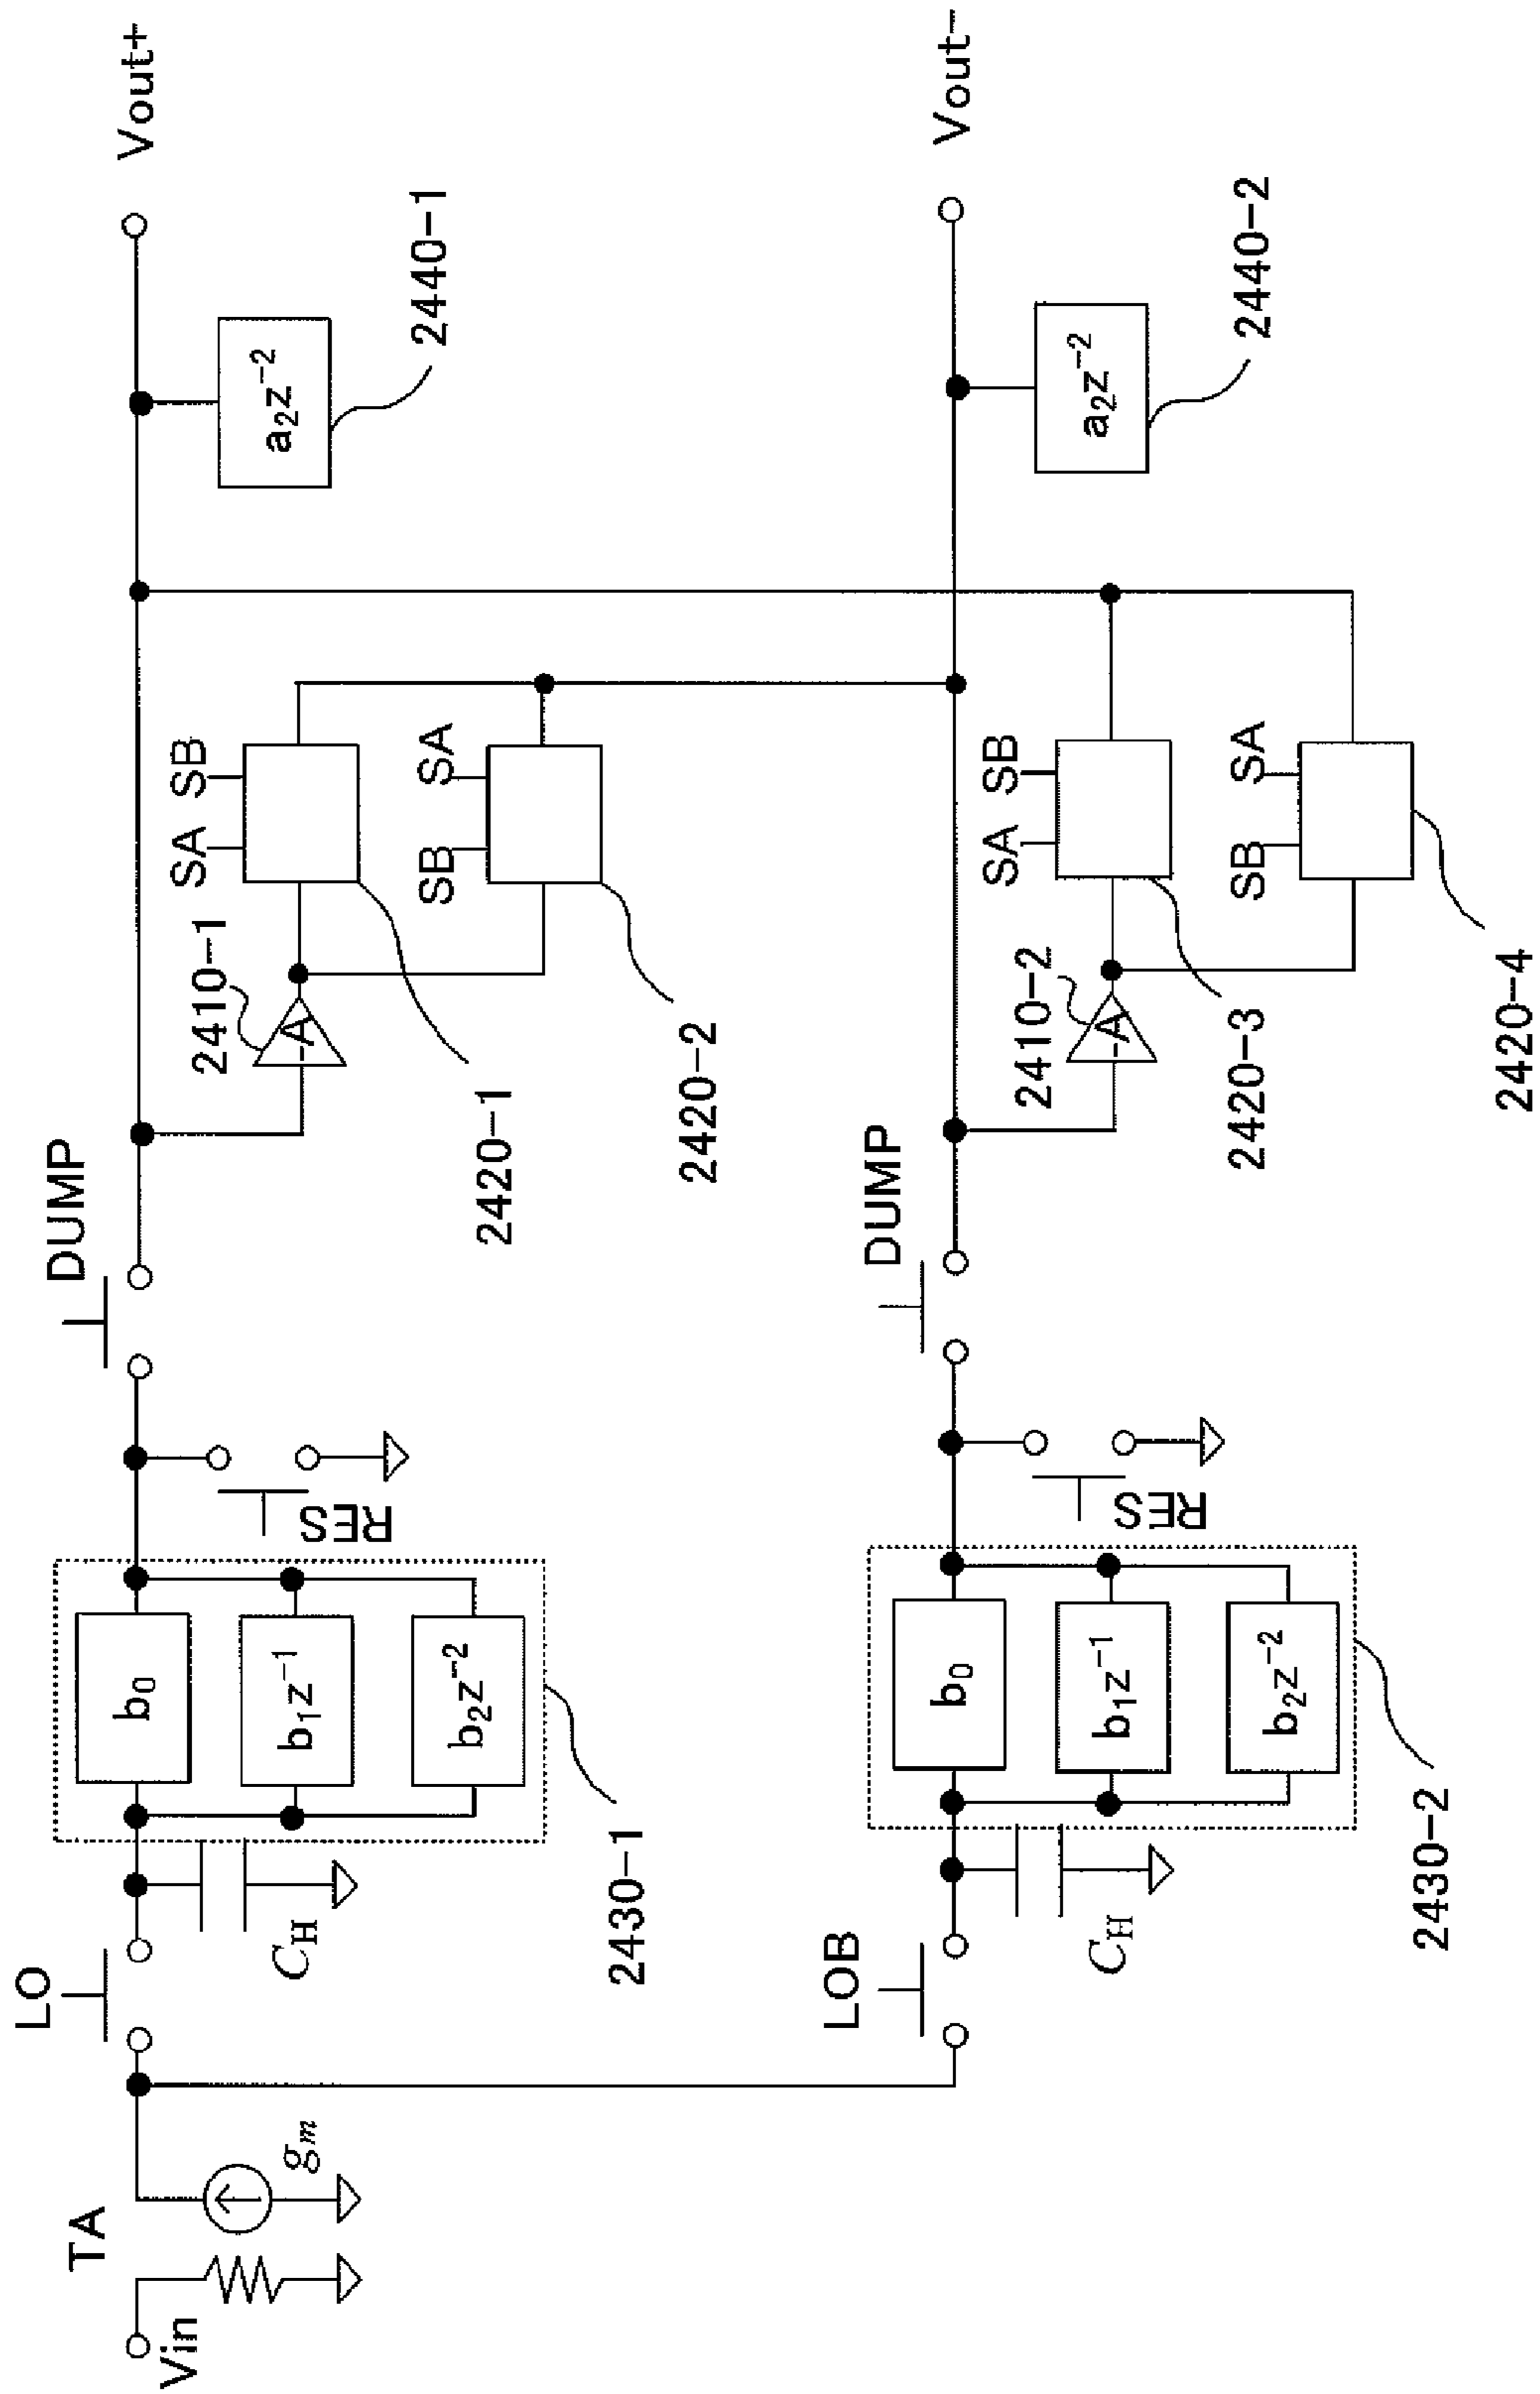 Vin
TA
gm
LO
CH
b0
b1z−1
b2z−2
2430-1
RES
DUMP
2410-1
-A
SA
SB
2420-1
SB
SA
2420-2
a2z−2
2440-1
Vout+
LOB
CH
b0
b1z−1
b2z−2
2430-2
RES
DUMP
2410-2
-A
SA
SB
2420-3
SB
SA
2420-4
a2z−2
2440-2
Vout−